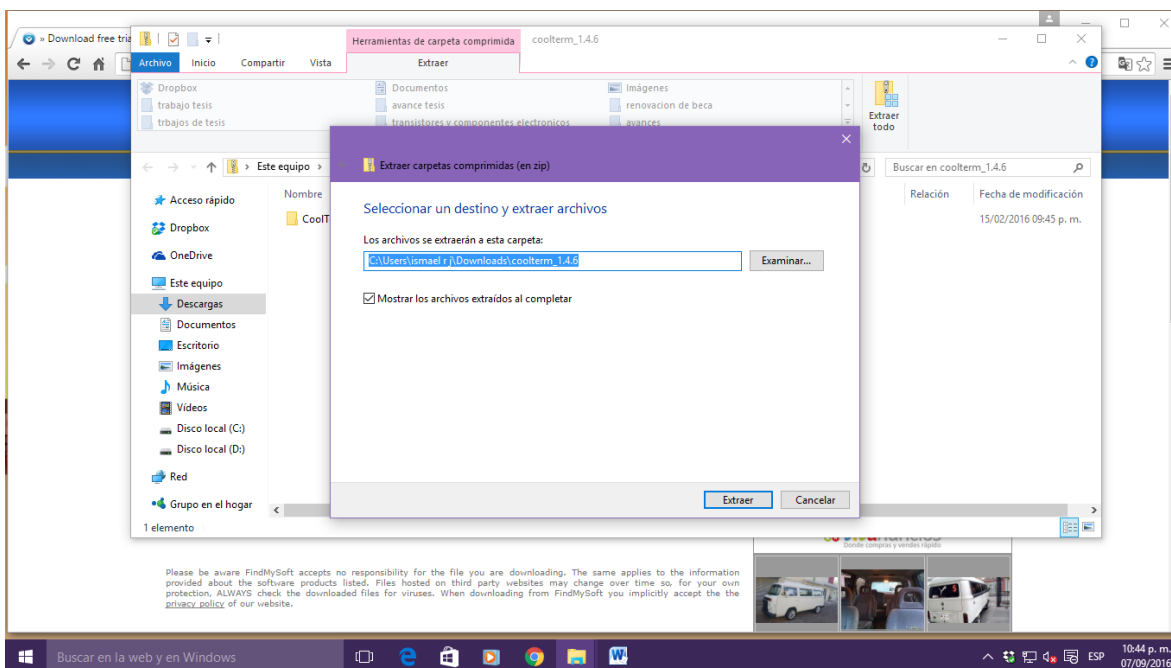 » Download free tria
Herramientas de carpeta comprimida
coolterm_1.4.6
Archivo
Inicio
Compartir
Vista
Extraer
Dropbox
Documentos
Imágenes
trabajo tesis
avance tesis
renovacion de beca
trbajos de tesis
transistores y componentes electronicos
avances
Extraer
todo
Este equipo
Buscar en coolterm_1.4.6
Extraer carpetas comprimidas (en zip)
Nombre
Relación
Fecha de modificación
CoolT
15/02/2016 09:45 p. m.
Seleccionar un destino y extraer archivos
Los archivos se extraerán a esta carpeta:
C:\Users\ismael r j\Downloads\coolterm_1.4.6
Examinar...
Mostrar los archivos extraídos al completar
Extraer
Cancelar
Acceso rápido
Dropbox
OneDrive
Este equipo
Descargas
Documentos
Escritorio
Imágenes
Música
Vídeos
Disco local (C:)
Disco local (D:)
Red
Grupo en el hogar
1 elemento
Donde compras y vendes rápido
Please be aware FindMySoft accepts no responsibility for the file you are downloading. The same applies to the information
provided about the software products listed. Files hosted on third party websites may change over time so, for your own
protection, ALWAYS check the downloaded files for viruses. When downloading from FindMySoft you implicitly accept the the
privacy policy of our website.
Buscar en la web y en Windows
ESP
10:44 p. m.
07/09/2016